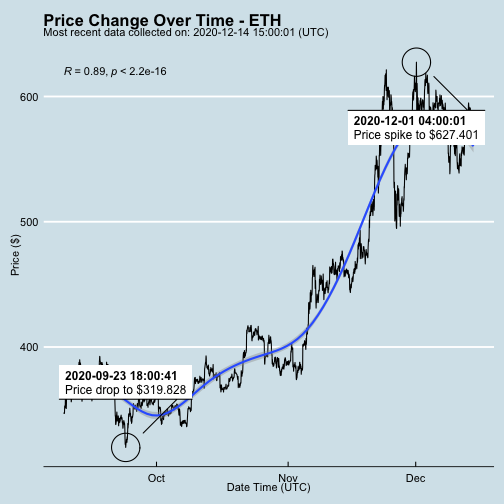 Price Change Over Time - ETH
Most recent data collected on: 2020-12-14 15:00:01 (UTC)
R = 0.89, p < 2.2e-16
600
2020-12-01 04:00:01
Price spike to $627.401
500
Price ($)
400
2020-09-23 18:00:41
Price drop to $319.828
Oct
Nov
Dec
Date Time (UTC)